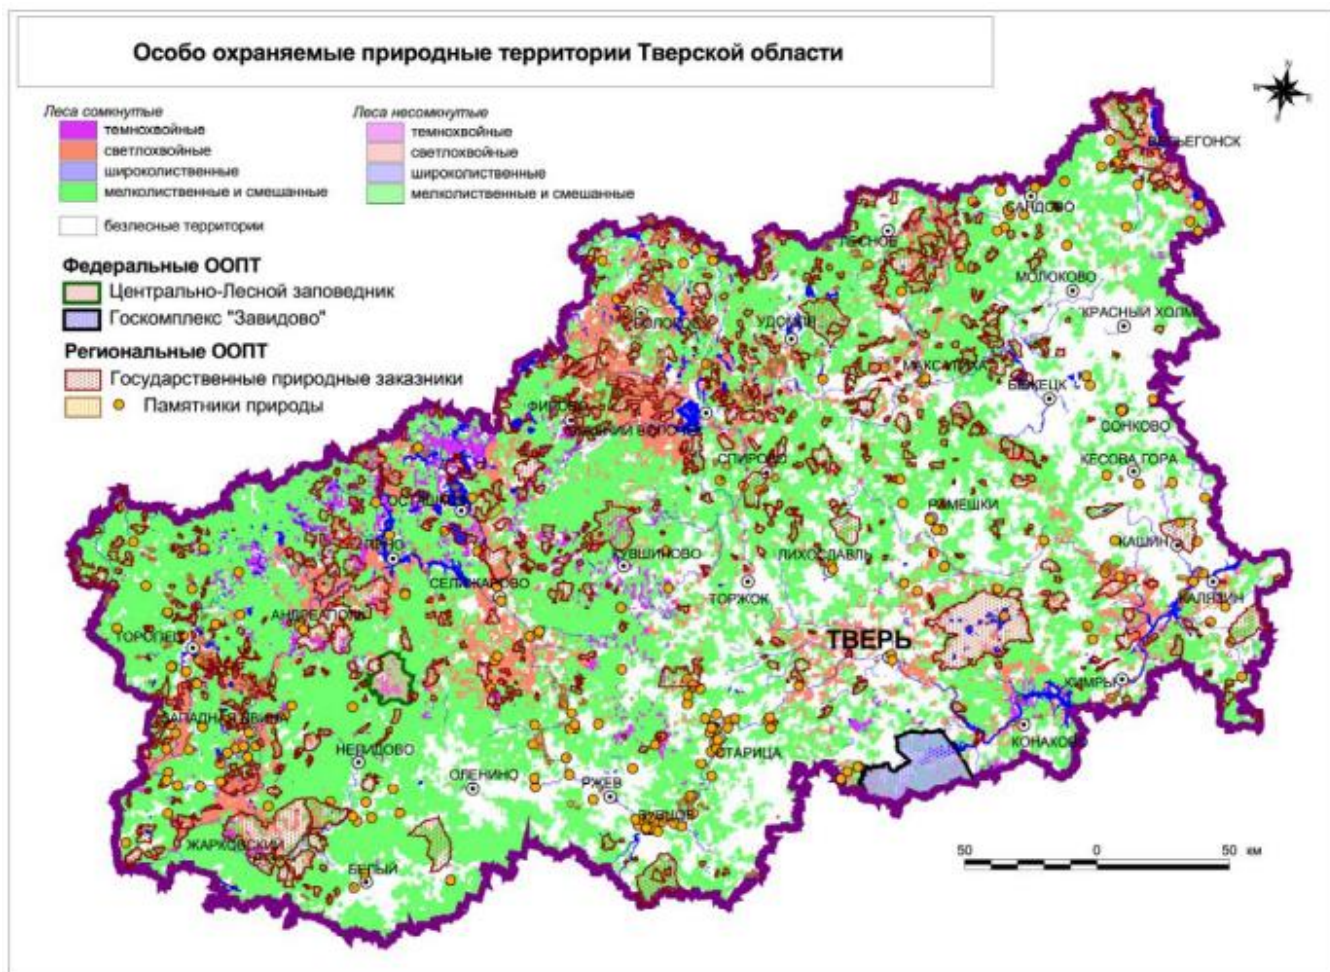 Особо охраняемые природные территории Тверской области
Леса сомкнутые
темнохвойные
светлохвойные
широколиственные
мелколиственные и смешанные
безлесные территории
Леса несомкнутые
темнохвойные
светлохвойные
широколиственные
мелколиственные и смешанные
Федеральные ООПТ
Центрально-Лесной заповедник
Госкомплекс "Завидово"
Региональные ООПТ
Государственные природные заказники
Памятники природы
N
E
ВЕСЬЕГОНСК
САНДОВО
ЛЕСНОЕ
МОЛОКОВО
КРАСНЫЙ ХОЛМ
УДОМЛЯ
МАКСАТИХА
БЕЖЕЦК
ФИРОВО
СОНКОВО
СПИРОВО
КЕСОВА ГОРА
РАМЕШКИ
КУВШИНОВО
ЛИХОСЛАВЛЬ
КАШИН
СЕЛИЖАРОВО
ТОРЖОК
КАЛЯЗИН
АНДРЕАПОЛЬ
ТОРОПЕЦ
ТВЕРЬ
КИМРЫ
ЗАПАДНАЯ ДВИНА
НЕЛИДОВО
СТАРИЦА
КОНАКОВО
ОЛЕНИНО
РЖЕВ
ЗУБЦОВ
ЖАРКОВСКИЙ
БЕЛЫЙ
50 0 50 км